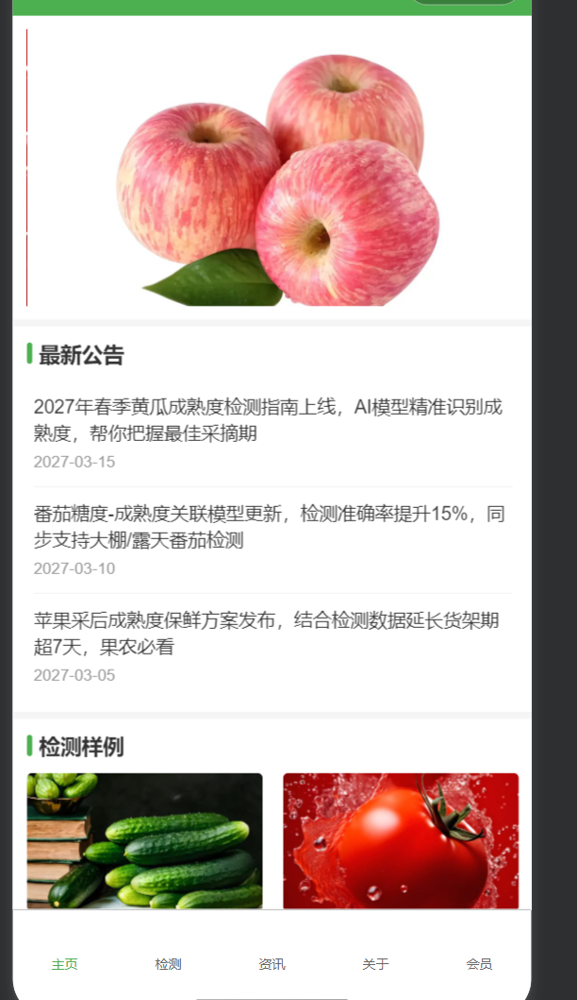 最新公告
2027年春季黄瓜成熟度检测指南上线，AI模型精准识别成
熟度，帮你把握最佳采摘期
2027-03-15
番茄糖度-成熟度关联模型更新，检测准确率提升15%，同
步支持大棚/露天番茄检测
2027-03-10
苹果采后成熟度保鲜方案发布，结合检测数据延长货架期
超7天，果农必看
2027-03-05
检测样例
主页
检测
资讯
关于
会员